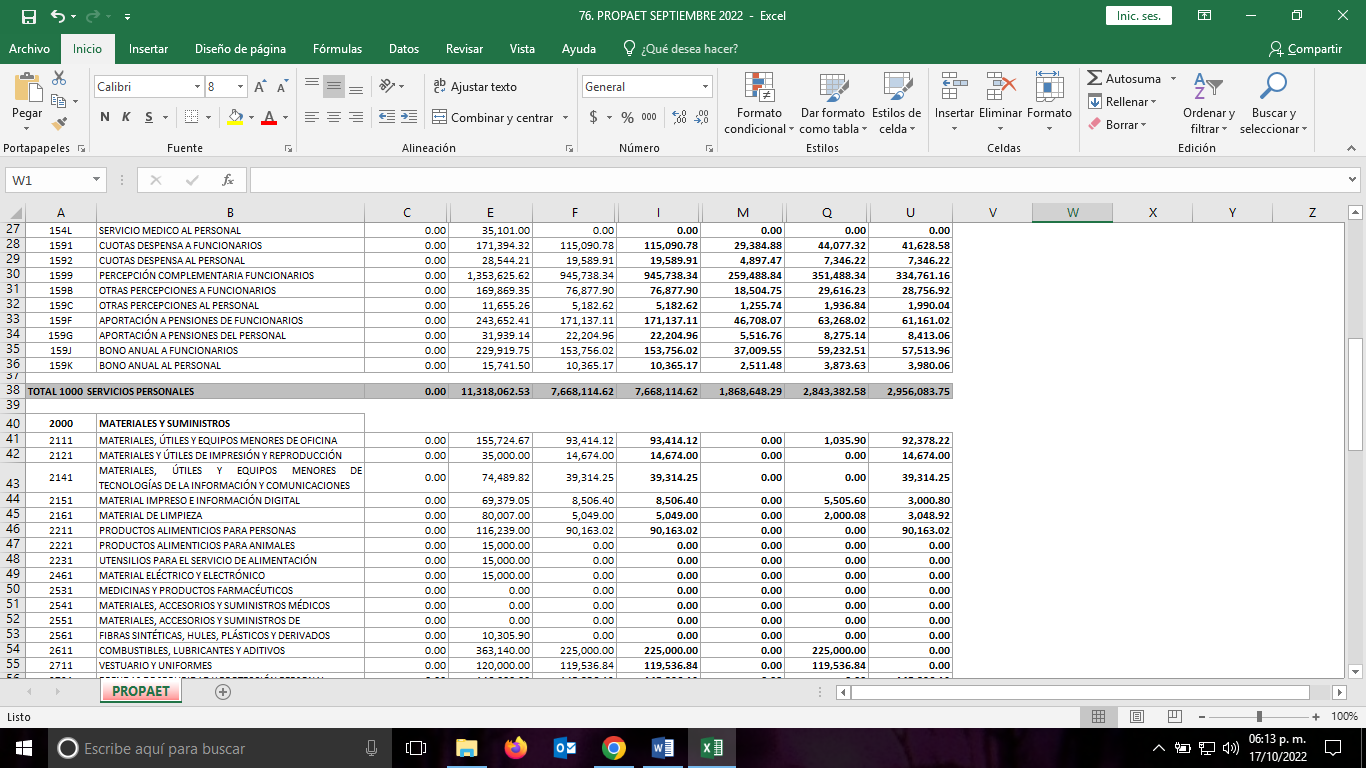 76. PROPAET SEPTIEMBRE 2022 - Excel
Inic. ses.
Archivo Inicio Insertar Diseño de página Fórmulas Datos Revisar Vista Ayuda ¿Qué desea hacer? Compartir
Pegar
Calibri 8
N K S
Ajustar texto
Combinar y centrar
General
$ % 000
Formato condicional
Dar formato como tabla
Estilos de celda
Insertar Eliminar Formato
Autosuma
Rellenar
Borrar
Ordenar y filtrar
Buscar y seleccionar
Portapapeles Fuente Alineación Número Estilos Celdas Edición
W1 fx
A B C E F I M Q U V W X Y Z
27 154L SERVICIO MEDICO AL PERSONAL 0.00 35,101.00 0.00 0.00 0.00 0.00 0.00
28 1591 CUOTAS DESPENSA A FUNCIONARIOS 0.00 171,394.32 115,090.78 115,090.78 29,384.88 44,077.32 41,628.58
29 1592 CUOTAS DESPENSA AL PERSONAL 0.00 28,544.21 19,589.91 19,589.91 4,897.47 7,346.22 7,346.22
30 1599 PERCEPCIÓN COMPLEMENTARIA FUNCIONARIOS 0.00 1,353,625.62 945,738.34 945,738.34 259,488.84 351,488.34 334,761.16
31 159B OTRAS PERCEPCIONES A FUNCIONARIOS 0.00 169,869.35 76,877.90 76,877.90 18,504.75 29,616.23 28,756.92
32 159C OTRAS PERCEPCIONES AL PERSONAL 0.00 11,655.26 5,182.62 5,182.62 1,255.74 1,936.84 1,990.04
33 159F APORTACIÓN A PENSIONES DE FUNCIONARIOS 0.00 243,652.41 171,137.11 171,137.11 46,708.07 63,268.02 61,161.02
34 159G APORTACIÓN A PENSIONES DEL PERSONAL 0.00 31,939.14 22,204.96 22,204.96 5,516.76 8,275.14 8,413.06
35 159J BONO ANUAL A FUNCIONARIOS 0.00 229,919.75 153,756.02 153,756.02 37,009.55 59,232.51 57,513.96
36 159K BONO ANUAL AL PERSONAL 0.00 15,741.50 10,365.17 10,365.17 2,511.48 3,873.63 3,980.06
37
38 TOTAL 1000 SERVICIOS PERSONALES 0.00 11,318,062.53 7,668,114.62 7,668,114.62 1,868,648.29 2,843,382.58 2,956,083.75
39
40 2000 MATERIALES Y SUMINISTROS
41 2111 MATERIALES, ÚTILES Y EQUIPOS MENORES DE OFICINA 0.00 155,724.67 93,414.12 93,414.12 0.00 1,035.90 92,378.22
42 2121 MATERIALES Y ÚTILES DE IMPRESIÓN Y REPRODUCCIÓN 0.00 35,000.00 14,674.00 14,674.00 0.00 0.00 14,674.00
MATERIALES, ÚTILES Y EQUIPOS MENORES DE
43 2141 TECNOLOGÍAS DE LA INFORMACIÓN Y COMUNICACIONES 0.00 74,489.82 39,314.25 39,314.25 0.00 0.00 39,314.25
44 2151 MATERIAL IMPRESO E INFORMACIÓN DIGITAL 0.00 69,379.05 8,506.40 8,506.40 0.00 5,505.60 3,000.80
45 2161 MATERIAL DE LIMPIEZA 0.00 80,007.00 5,049.00 5,049.00 0.00 2,000.08 3,048.92
46 2211 PRODUCTOS ALIMENTICIOS PARA PERSONAS 0.00 116,239.00 90,163.02 90,163.02 0.00 0.00 90,163.02
47 2221 PRODUCTOS ALIMENTICIOS PARA ANIMALES 0.00 15,000.00 0.00 0.00 0.00 0.00 0.00
48 2231 UTENSILIOS PARA EL SERVICIO DE ALIMENTACIÓN 0.00 15,000.00 0.00 0.00 0.00 0.00 0.00
49 2461 MATERIAL ELÉCTRICO Y ELECTRÓNICO 0.00 15,000.00 0.00 0.00 0.00 0.00 0.00
50 2531 MEDICINAS Y PRODUCTOS FARMACÉUTICOS 0.00 0.00 0.00 0.00 0.00 0.00 0.00
51 2541 MATERIALES, ACCESORIOS Y SUMINISTROS MÉDICOS 0.00 0.00 0.00 0.00 0.00 0.00 0.00
52 2551 MATERIALES, ACCESORIOS Y SUMINISTROS DE 0.00 0.00 0.00 0.00 0.00 0.00 0.00
53 2561 FIBRAS SINTÉTICAS, HULES, PLÁSTICOS Y DERIVADOS 0.00 10,305.90 0.00 0.00 0.00 0.00 0.00
54 2611 COMBUSTIBLES, LUBRICANTES Y ADITIVOS 0.00 363,140.00 225,000.00 225,000.00 0.00 225,000.00 0.00
55 2711 VESTUARIO Y UNIFORMES 0.00 120,000.00 119,536.84 119,536.84 0.00 119,536.84 0.00
PROPAET
Listo 100%
Escribe aquí para buscar
06:13 p. m.
17/10/2022